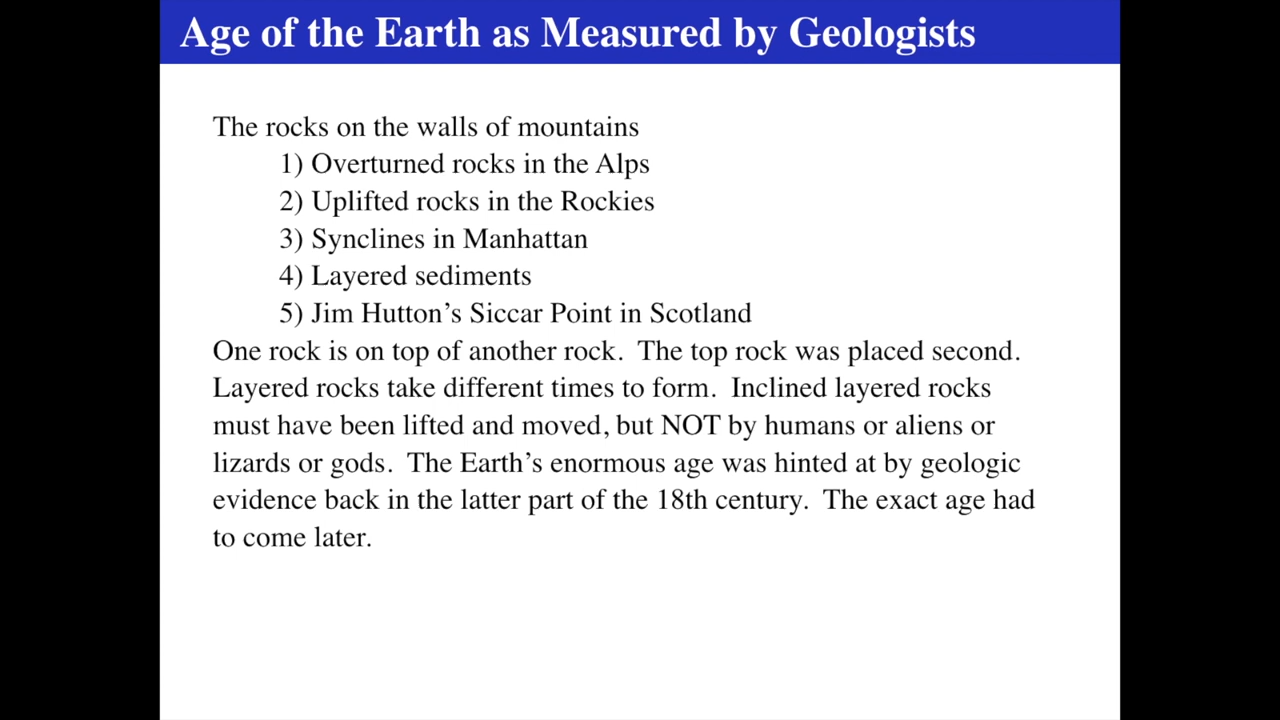 Age of the Earth as Measured by Geologists
The rocks on the walls of mountains
1) Overturned rocks in the Alps
2) Uplifted rocks in the Rockies
3) Synclines in Manhattan
4) Layered sediments
5) Jim Hutton’s Siccar Point in Scotland
One rock is on top of another rock.  The top rock was placed second.
Layered rocks take different times to form.  Inclined layered rocks
must have been lifted and moved, but NOT by humans or aliens or
lizards or gods.  The Earth’s enormous age was hinted at by geologic
evidence back in the latter part of the 18th century.  The exact age had
to come later.